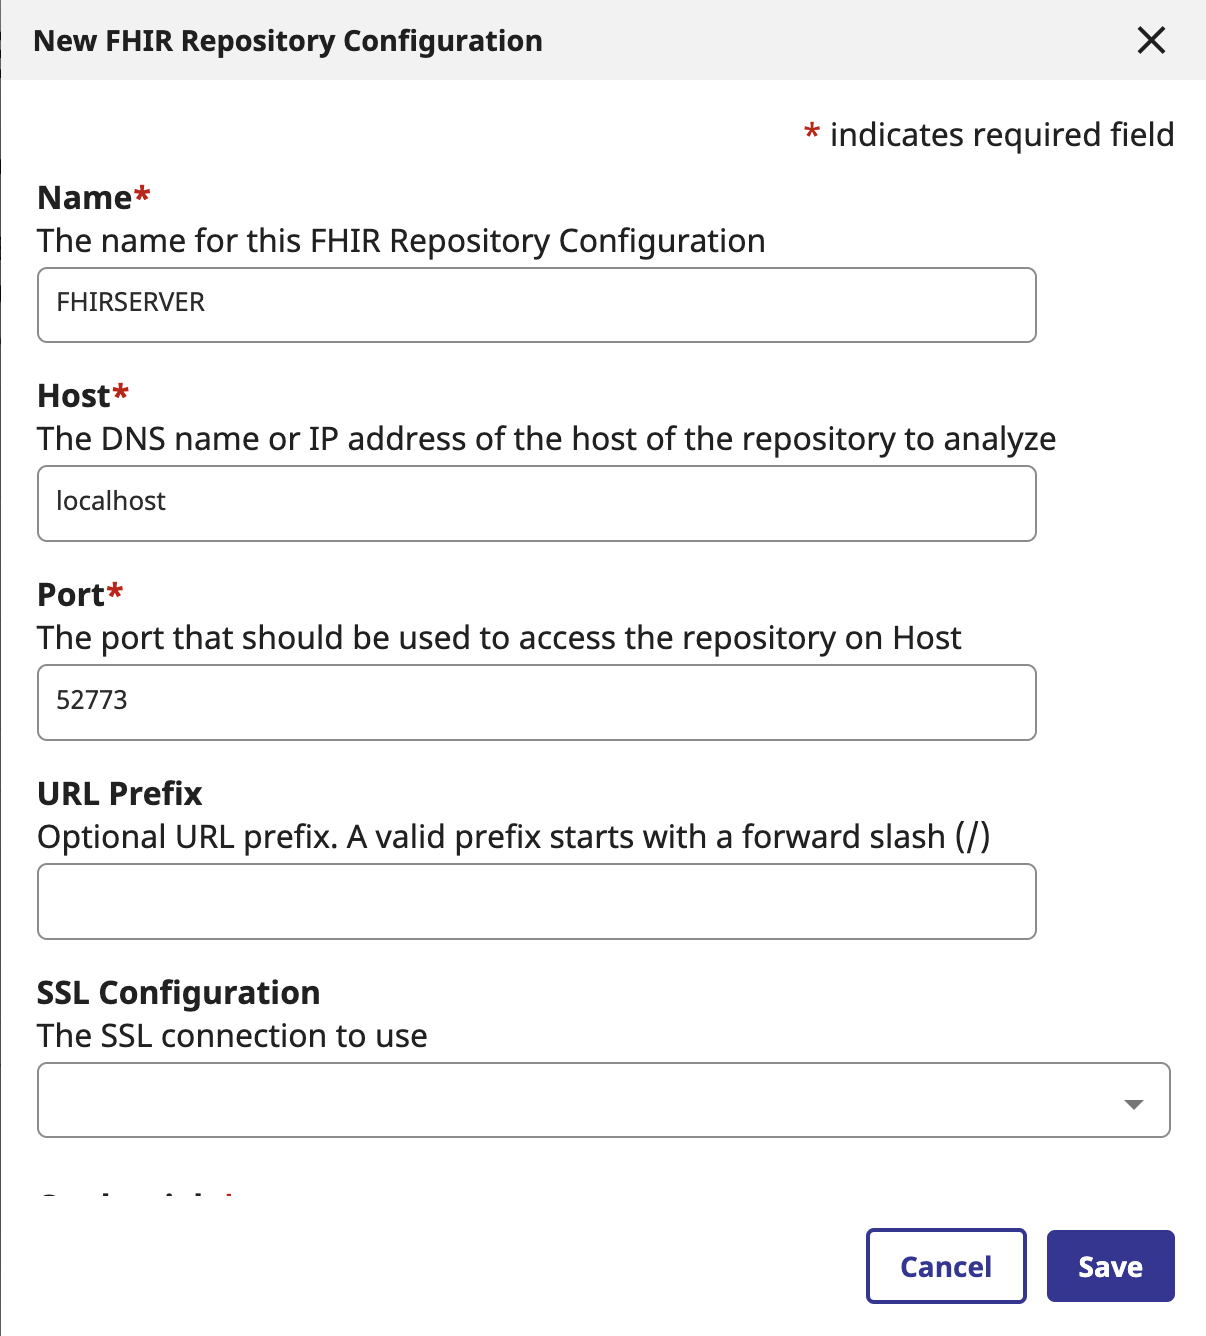 New FHIR Repository Configuration
* indicates required field
Name*
The name for this FHIR Repository Configuration
FHIRSERVER
Host*
The DNS name or IP address of the host of the repository to analyze
localhost
Port*
The port that should be used to access the repository on Host
52773
URL Prefix
Optional URL prefix. A valid prefix starts with a forward slash (/)
SSL Configuration
The SSL connection to use
Cancel
Save